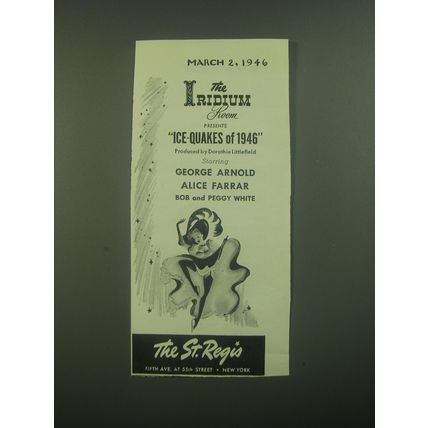 MARCH 2, 1946
The
IRIDIUM
Room
PRESENTS
"ICE-QUAKES of 1946"
Produced by Dorothie Littlefield
Starring
GEORGE ARNOLD
ALICE FARRAR
BOB and PEGGY WHITE
The St. Regis
FIFTH AVE. AT 55th STREET • NEW YORK